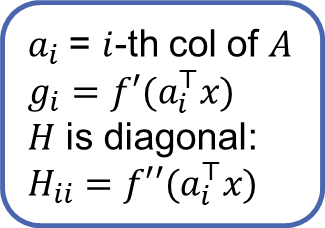 aᵢ = i-th col of A
gᵢ = f′(aᵢᵀx)
H is diagonal:
Hᵢᵢ = f′′(aᵢᵀx)